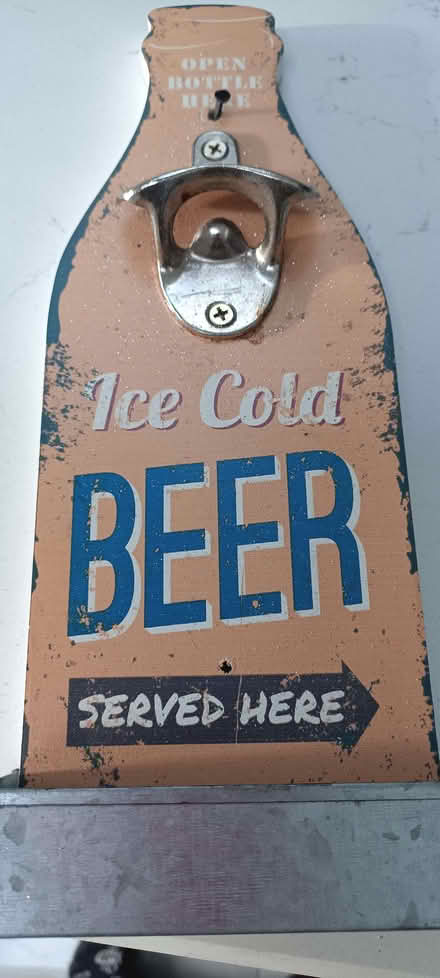 OPEN
BOTTLE
HERE
Ice Cold
BEER
SERVED HERE